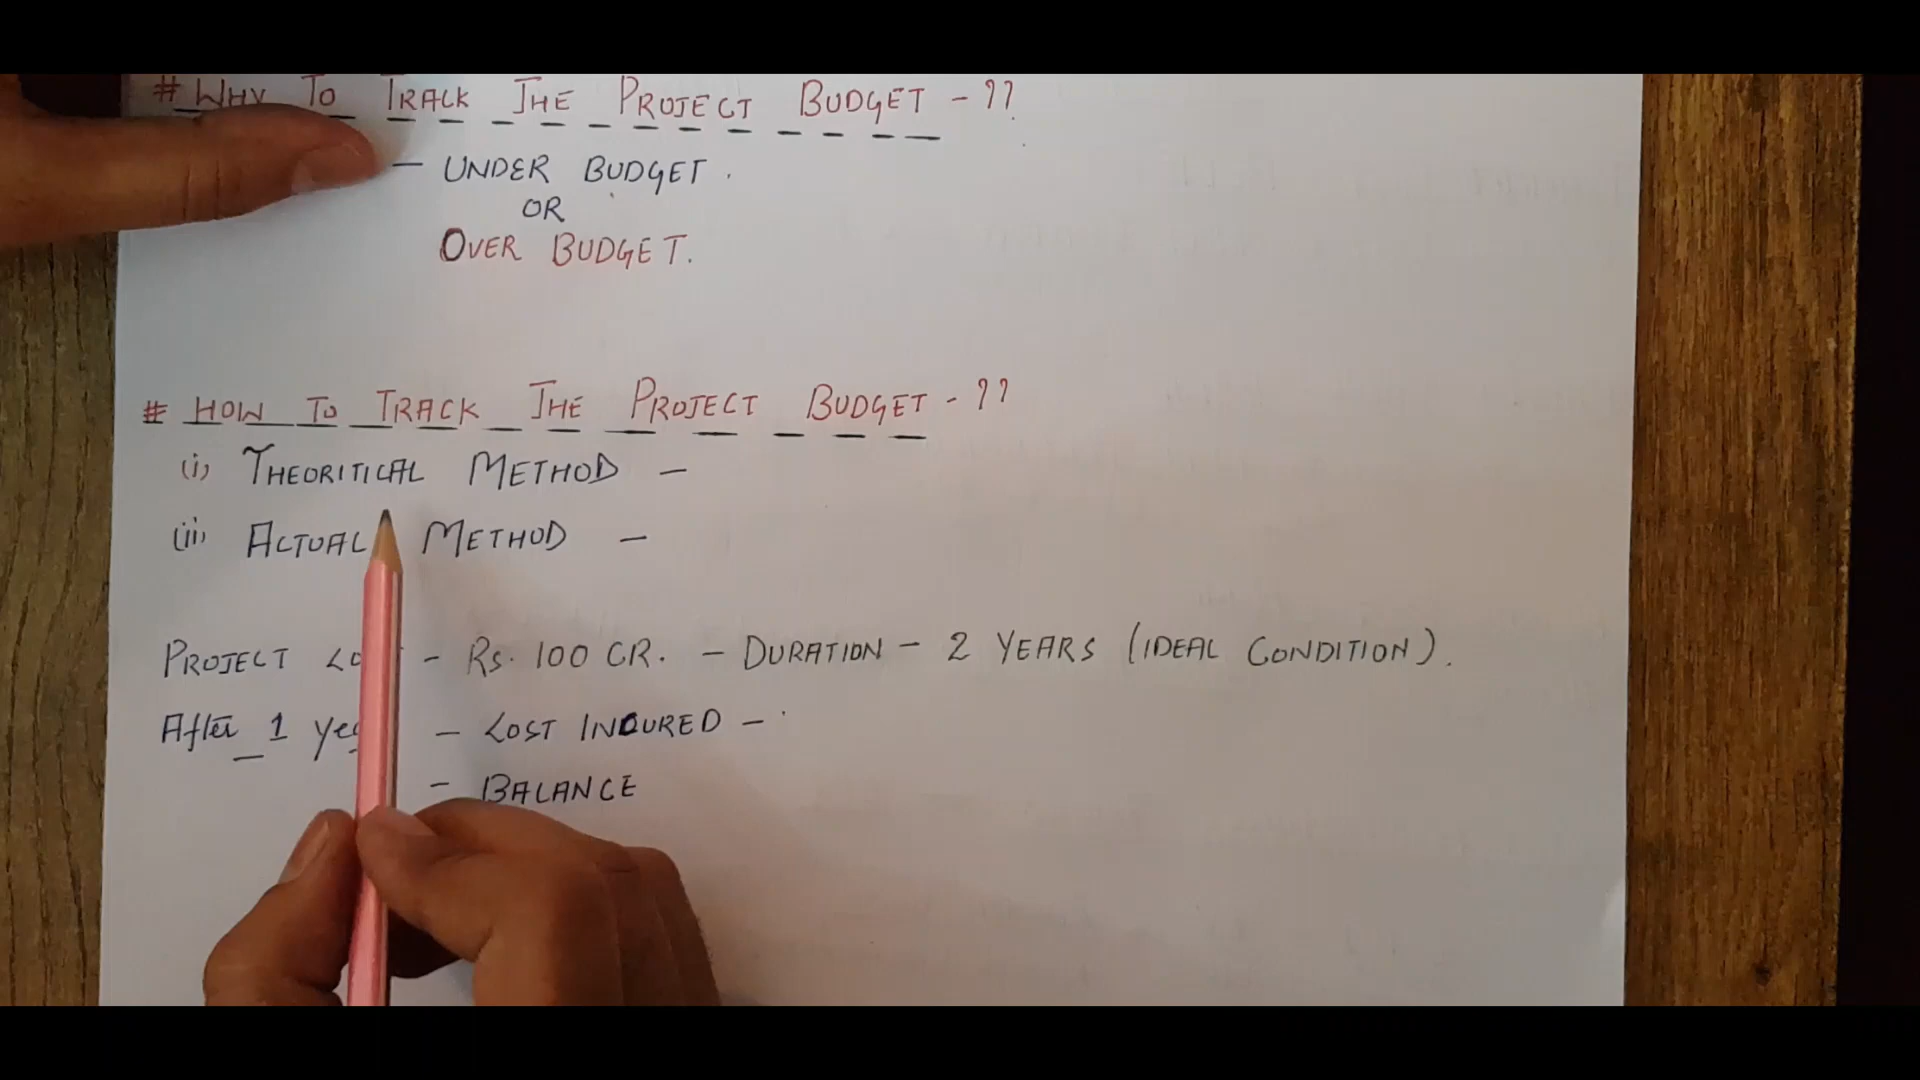 # WHY TO TRACK THE PROJECT BUDGET - ??
- UNDER BUDGET.
OR
OVER BUDGET.
# HOW TO TRACK THE PROJECT BUDGET - ??
(i) THEORITICAL METHOD -
(ii) ACTUAL METHOD -
PROJECT - Rs. 100 CR. - DURATION - 2 YEARS (IDEAL CONDITION).
After 1 - COST INCURED -
- BALANCE